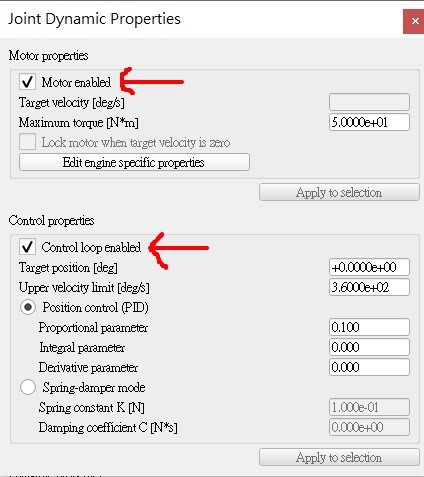 Joint Dynamic Properties
Motor properties
Motor enabled
Target velocity [deg/s]
Maximum torque [N*m] 5.0000e+01
Lock motor when target velocity is zero
Edit engine specific properties
Apply to selection
Control properties
Control loop enabled
Target position [deg] +0.0000e+00
Upper velocity limit [deg/s] 3.6000e+02
Position control (PID)
Proportional parameter 0.100
Integral parameter 0.000
Derivative parameter 0.000
Spring-damper mode
Spring constant K [N] 1.000e-01
Damping coefficient C [N*s] 0.000e+00
Apply to selection